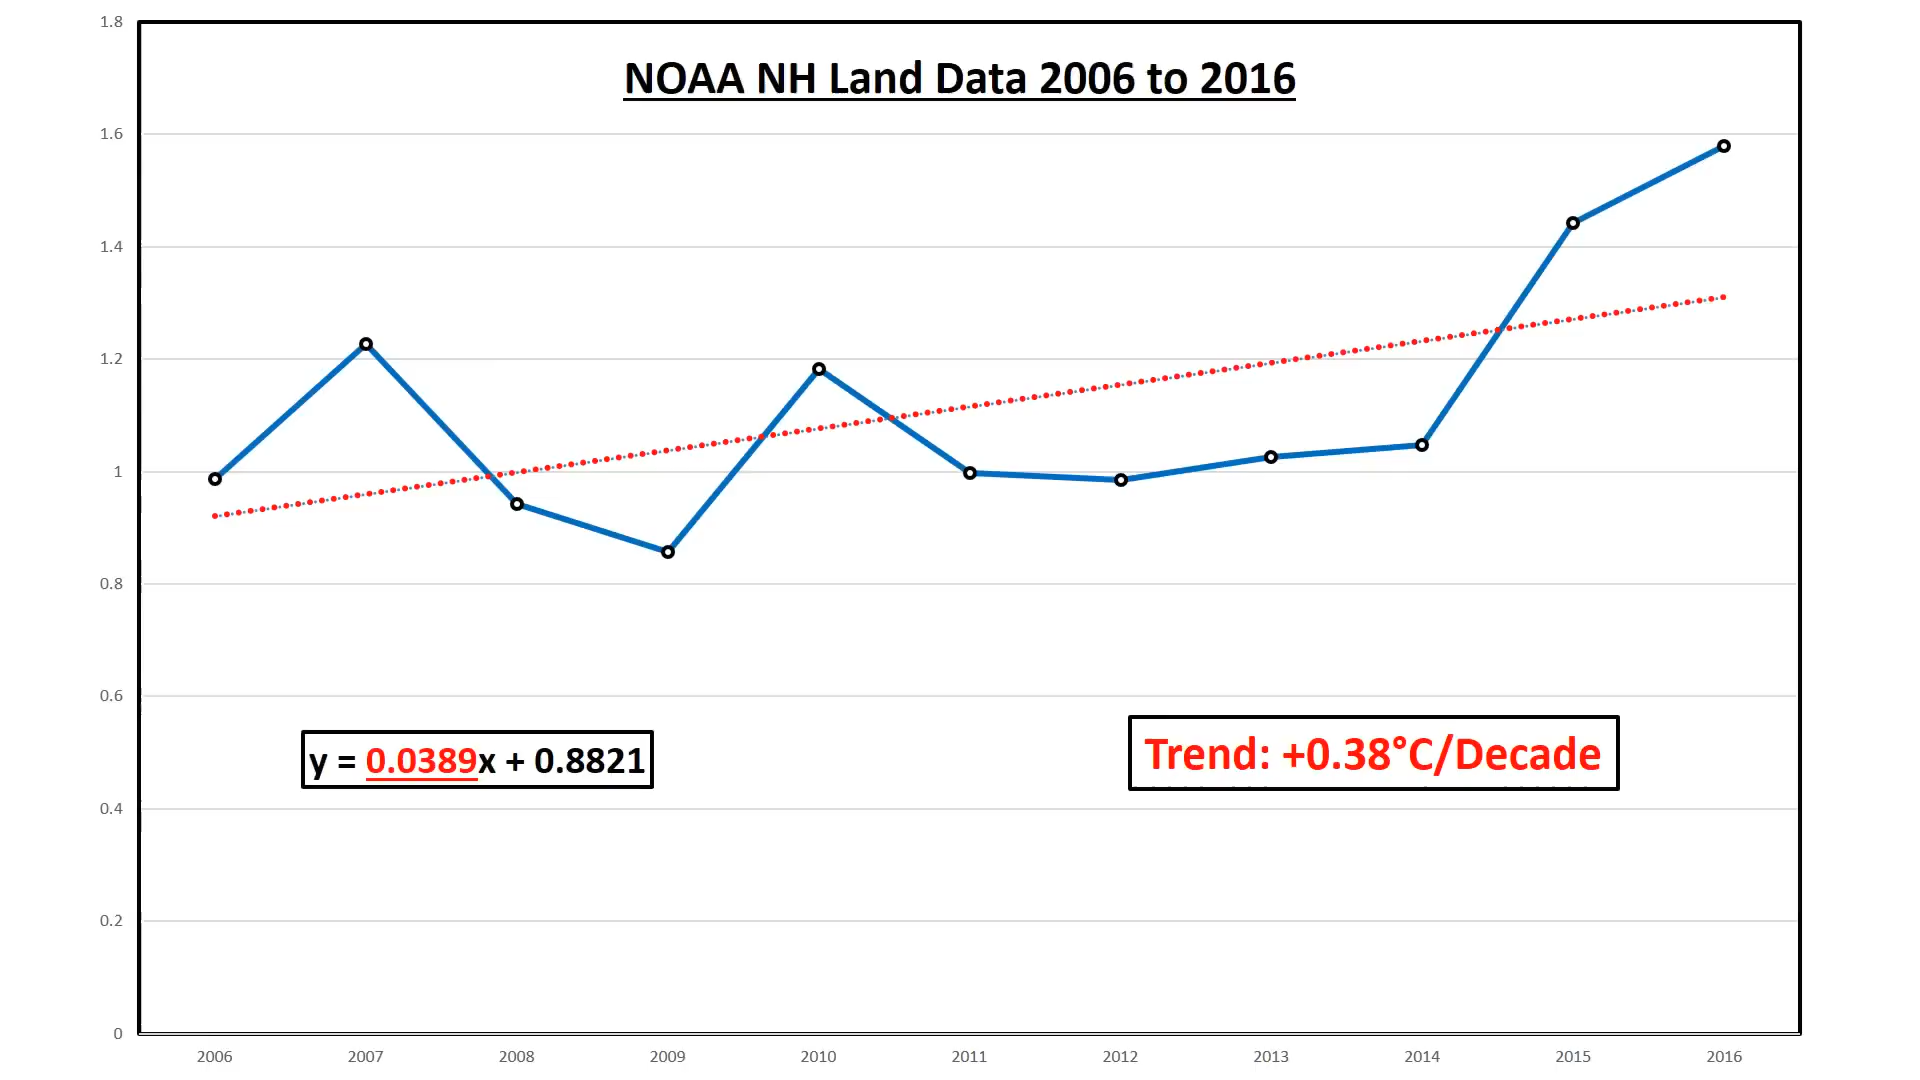 NOAA NH Land Data 2006 to 2016
1.8
1.6
1.4
1.2
1
0.8
0.6
0.4
0.2
0
y = 0.0389x + 0.8821
Trend: +0.38°C/Decade
2006 2007 2008 2009 2010 2011 2012 2013 2014 2015 2016